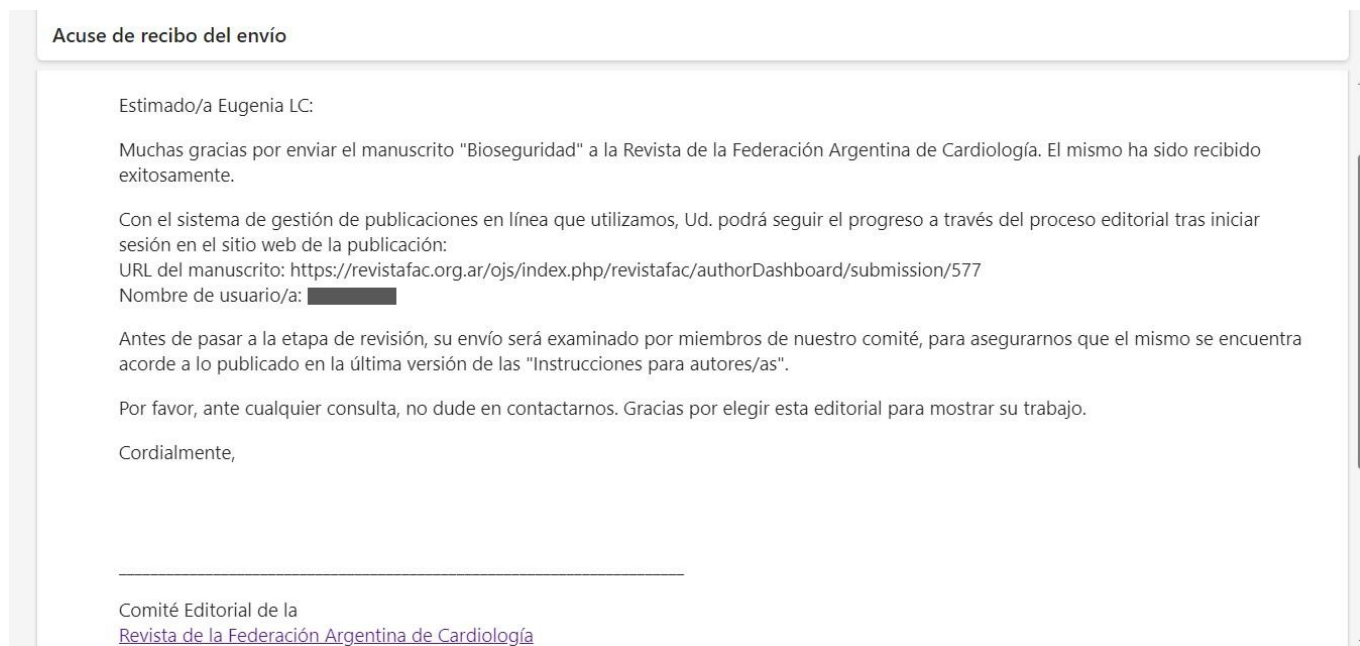 Acuse de recibo del envío
Estimado/a Eugenia LC:
Muchas gracias por enviar el manuscrito "Bioseguridad" a la Revista de la Federación Argentina de Cardiología. El mismo ha sido recibido
exitosamente.
Con el sistema de gestión de publicaciones en línea que utilizamos, Ud. podrá seguir el progreso a través del proceso editorial tras iniciar
sesión en el sitio web de la publicación:
URL del manuscrito: https://revistafac.org.ar/ojs/index.php/revistafac/authorDashboard/submission/577
Nombre de usuario/a:
Antes de pasar a la etapa de revisión, su envío será examinado por miembros de nuestro comité, para asegurarnos que el mismo se encuentra
acorde a lo publicado en la última versión de las "Instrucciones para autores/as".
Por favor, ante cualquier consulta, no dude en contactarnos. Gracias por elegir esta editorial para mostrar su trabajo.
Cordialmente,
Comité Editorial de la
Revista de la Federación Argentina de Cardiología